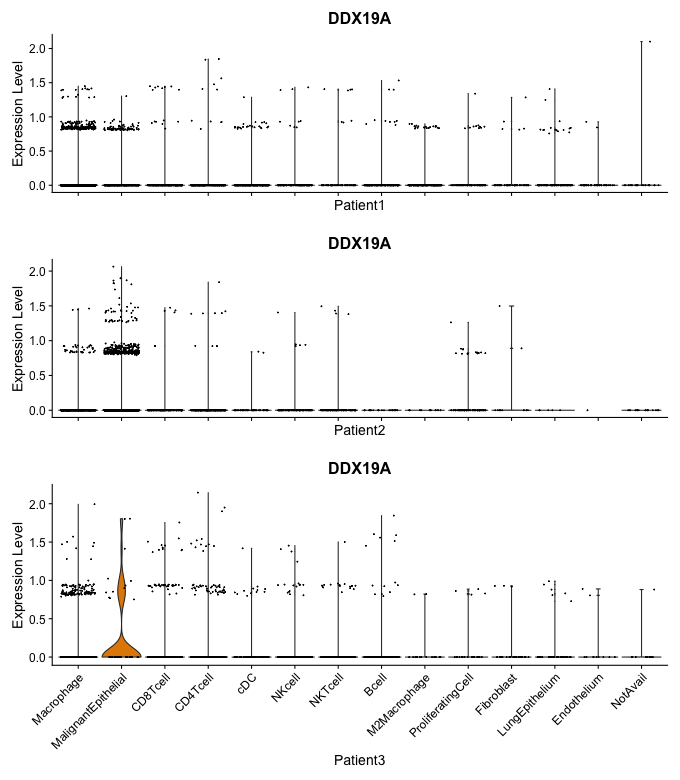 DDX19A
Expression Level
2.0
1.5
1.0
0.5
0.0
Patient1
DDX19A
Expression Level
2.0
1.5
1.0
0.5
0.0
Patient2
DDX19A
Expression Level
2.0
1.5
1.0
0.5
0.0
Macrophage
MalignantEpithelial
CD8Tcell
CD4Tcell
cDC
NKcell
NKTcell
Bcell
M2Macrophage
ProliferatingCell
Fibroblast
LungEpithelium
Endothelium
NotAvail
Patient3